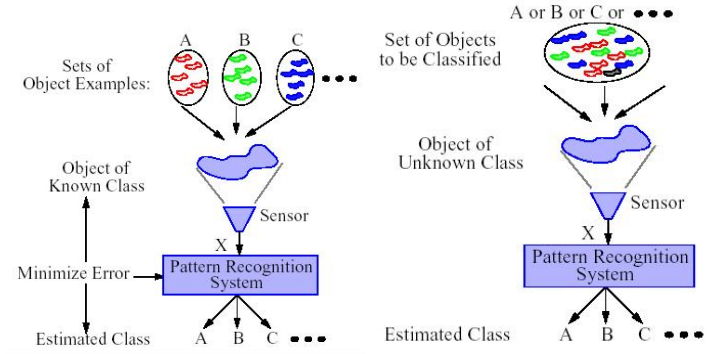 A B C
Sets of
Object Examples:
Object of
Known Class
Sensor
X
Minimize Error
Pattern Recognition
System
Estimated Class
A B C
A or B or C or
Set of Objects
to be Classified
Object of
Unknown Class
Sensor
X
Pattern Recognition
System
Estimated Class
A B C